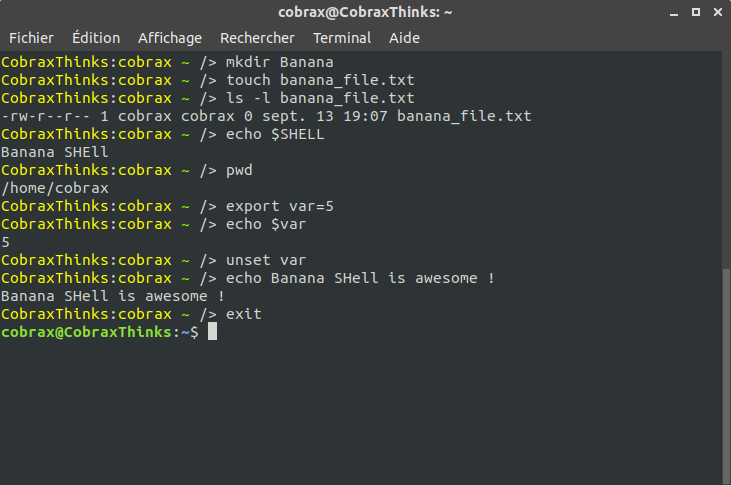 cobrax@CobraxThinks: ~
Fichier Édition Affichage Rechercher Terminal Aide
CobraxThinks:cobrax ~ /> mkdir Banana
CobraxThinks:cobrax ~ /> touch banana_file.txt
CobraxThinks:cobrax ~ /> ls -l banana_file.txt
-rw-r--r-- 1 cobrax cobrax 0 sept. 13 19:07 banana_file.txt
CobraxThinks:cobrax ~ /> echo $SHELL
Banana SHEll
CobraxThinks:cobrax ~ /> pwd
/home/cobrax
CobraxThinks:cobrax ~ /> export var=5
CobraxThinks:cobrax ~ /> echo $var
5
CobraxThinks:cobrax ~ /> unset var
CobraxThinks:cobrax ~ /> echo Banana SHell is awesome !
Banana SHell is awesome !
CobraxThinks:cobrax ~ /> exit
cobrax@CobraxThinks:~$